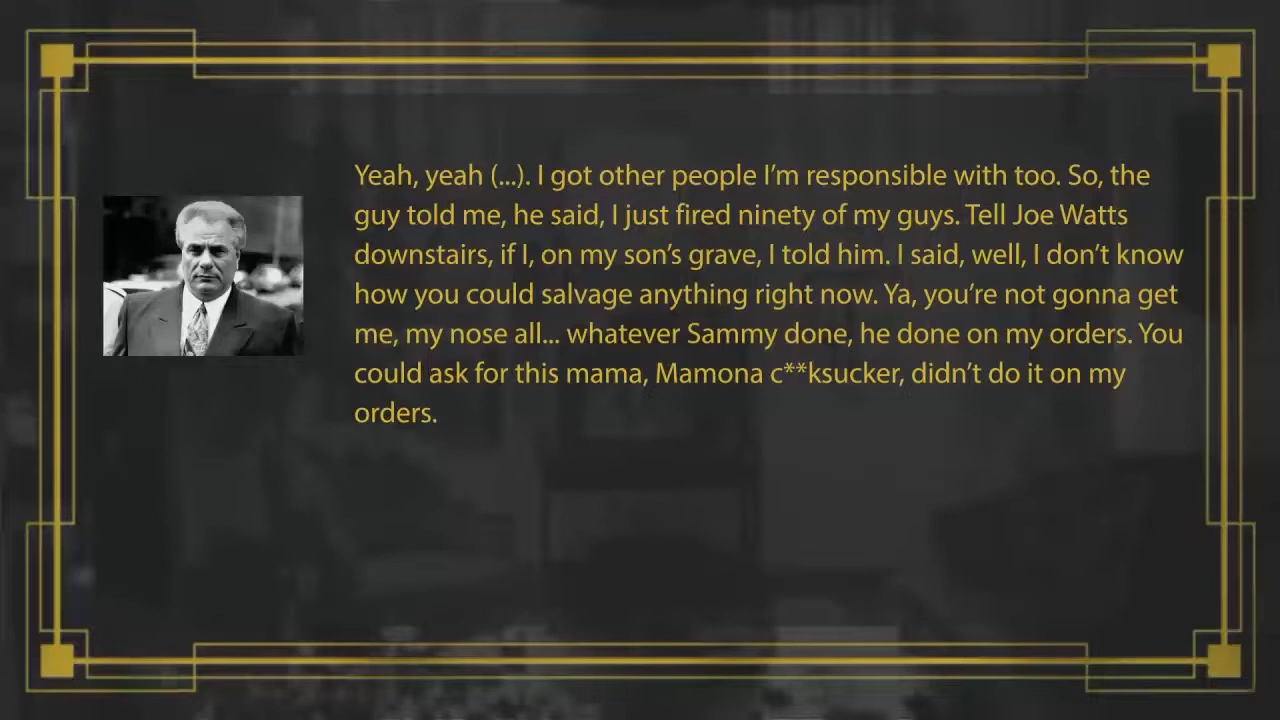 Yeah, yeah (...). I got other people I’m responsible with too. So, the
guy told me, he said, I just fired ninety of my guys. Tell Joe Watts
downstairs, if I, on my son’s grave, I told him. I said, well, I don’t know
how you could salvage anything right now. Ya, you’re not gonna get
me, my nose all... whatever Sammy done, he done on my orders. You
could ask for this mama, Mamona c**ksucker, didn’t do it on my
orders.